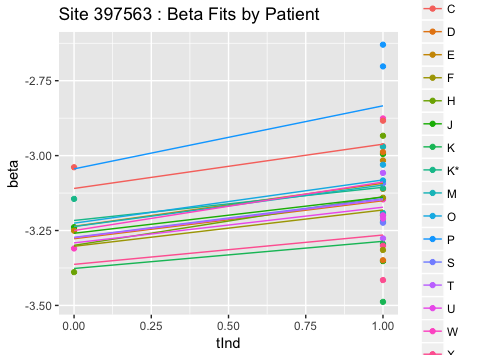 Site 397563 : Beta Fits by Patient
beta
-2.75
-3.00
-3.25
-3.50
0.00 0.25 0.50 0.75 1.00
tInd
C
D
E
F
H
J
K
K*
M
O
P
S
T
U
W